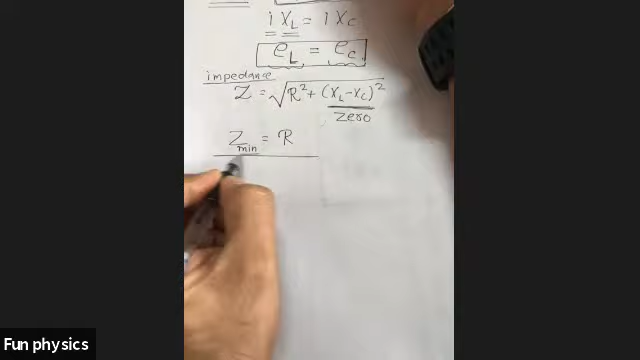 i X_L = i X_C
e_L = e_C
impedance
Z = √R² + (X_L - X_C)²
Zero
Z_min = R
Fun physics